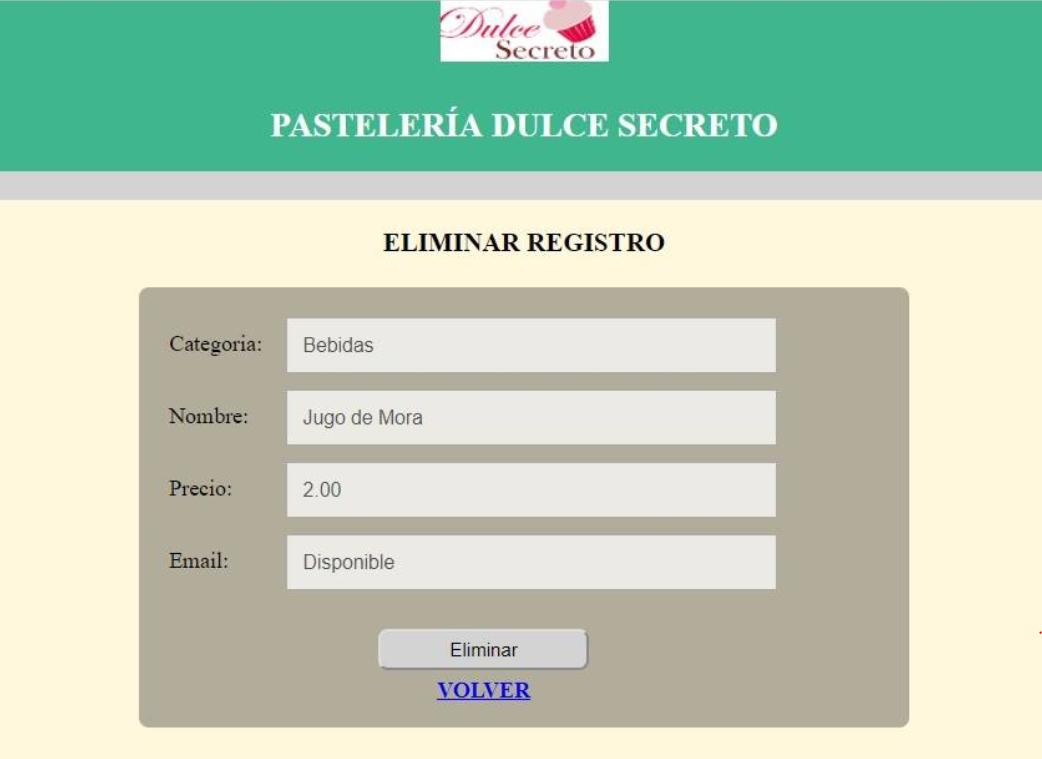 Dulce
Secreto
PASTELERÍA DULCE SECRETO
ELIMINAR REGISTRO
Categoria: Bebidas
Nombre: Jugo de Mora
Precio: 2.00
Email: Disponible
Eliminar
VOLVER